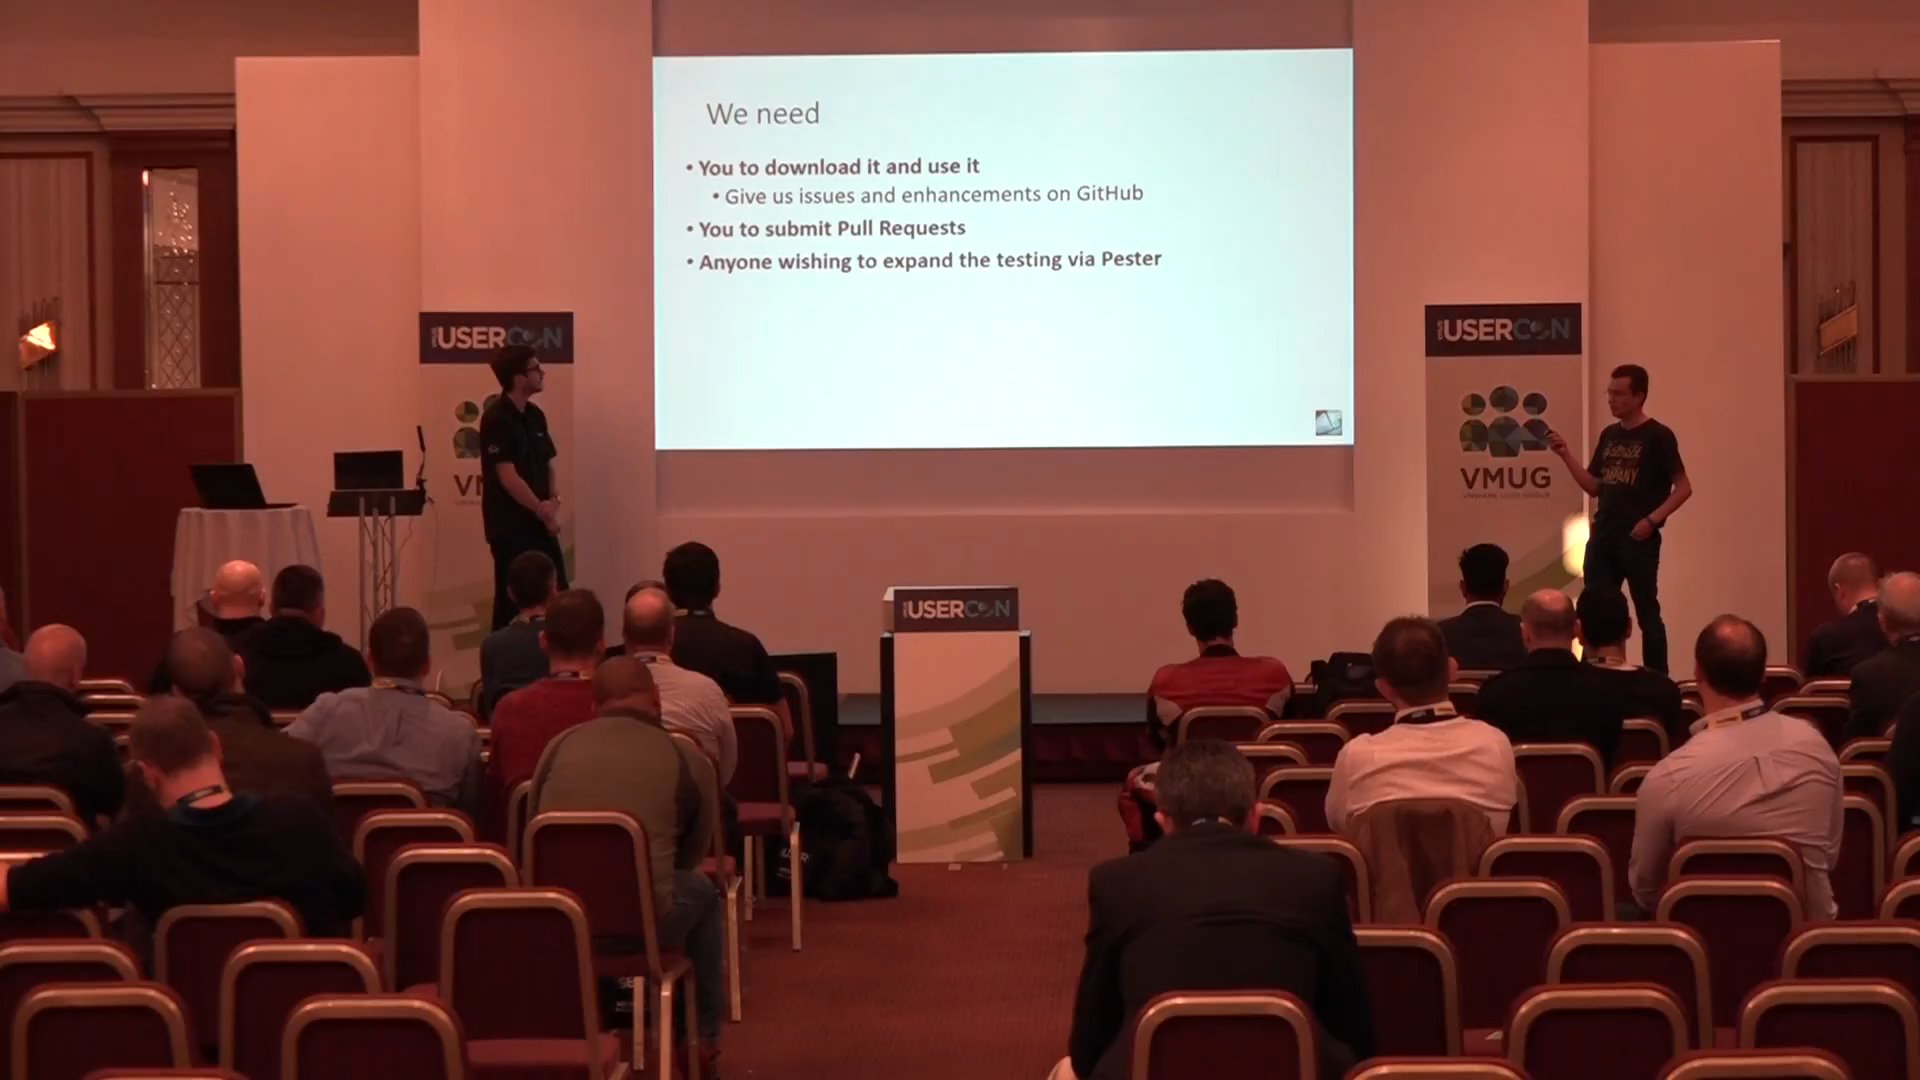 We need
• You to download it and use it
• Give us issues and enhancements on GitHub
• You to submit Pull Requests
• Anyone wishing to expand the testing via Pester
USERCON
USERCON
VMUG
USERCON